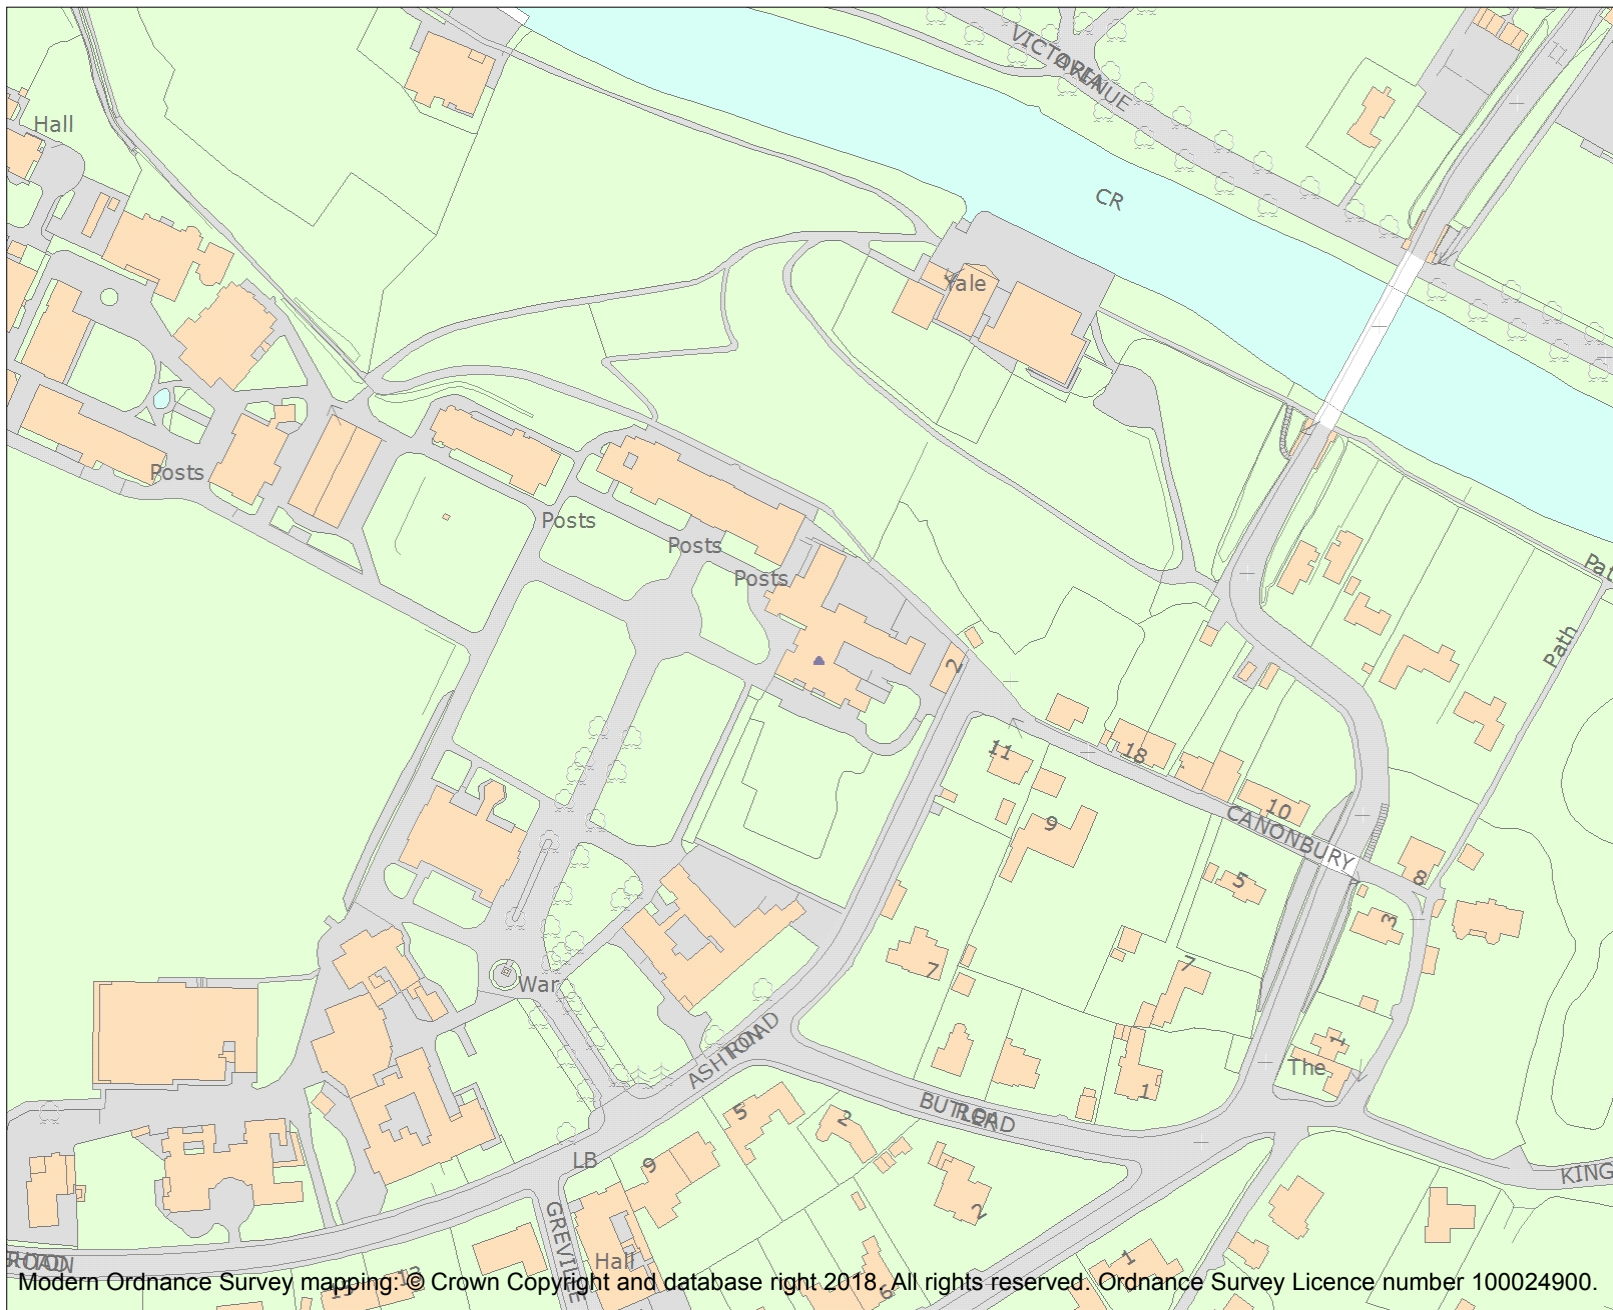 VICTORIA
AVENUE
Hall
CR
Yale
Posts
Posts
Posts
Posts
Path
2
11
18
10
CANONBURY
9
8
5
3
7
7
War
ASHTON
ROAD
1
The
1
BUTLER
ROAD
5
2
LB
9
KING
2
GREVILLE
Hall
ROAD
13
1
6
Modern Ordnance Survey mapping: © Crown Copyright and database right 2018. All rights reserved. Ordnance Survey Licence number 100024900.